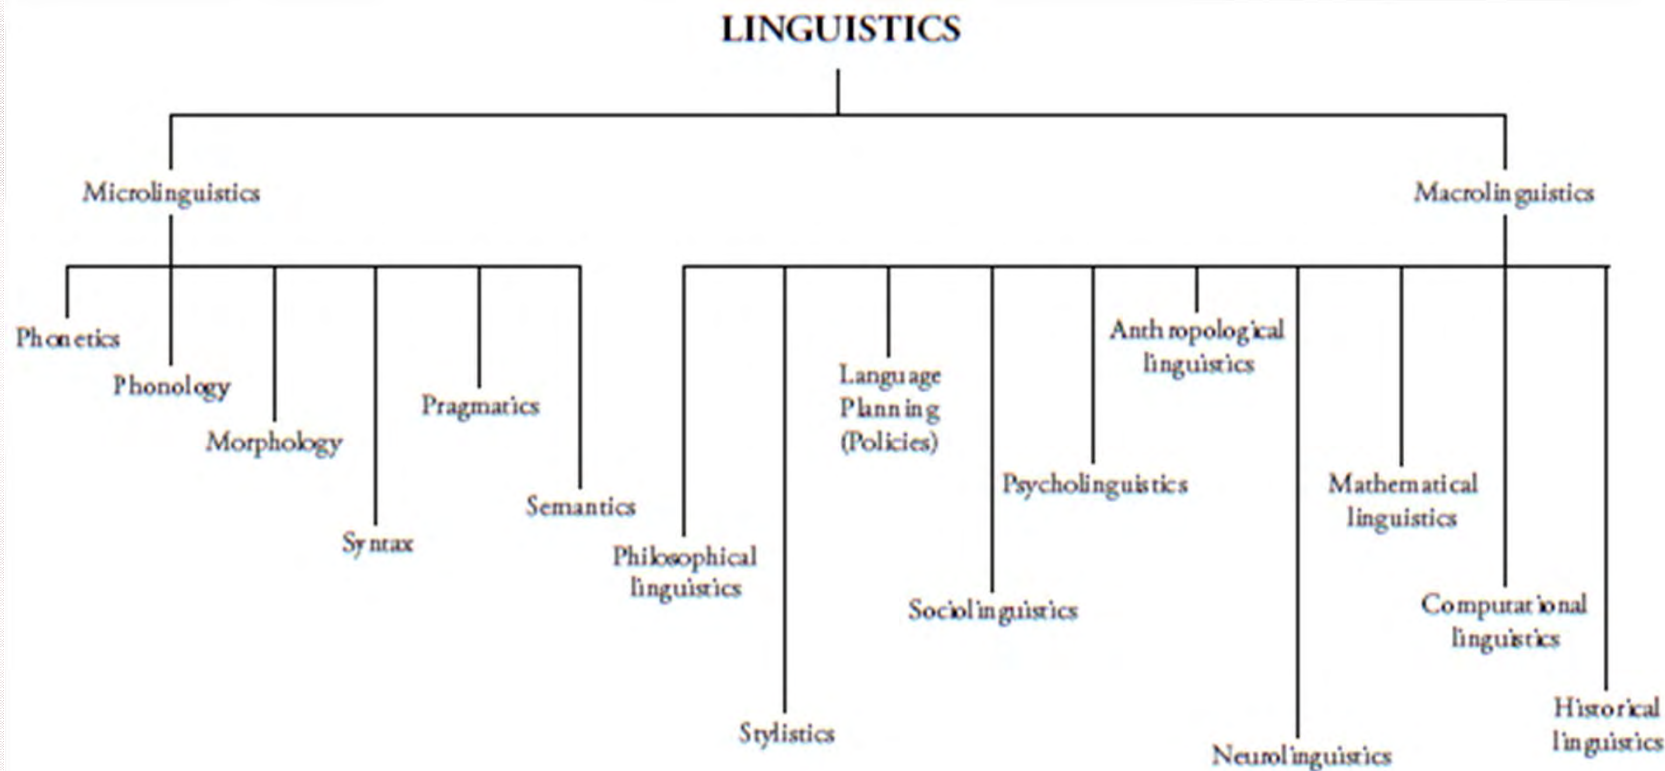 LINGUISTICS
Microlinguistics
Macrolinguistics
Phonetics
Phonology
Morphology
Syntax
Pragmatics
Semantics
Philosophical
linguistics
Stylistics
Language
Planning
(Policies)
Sociolinguistics
Psycholinguistics
Anthropological
linguistics
Neurolinguistics
Mathematical
linguistics
Computational
linguistics
Historical
linguistics